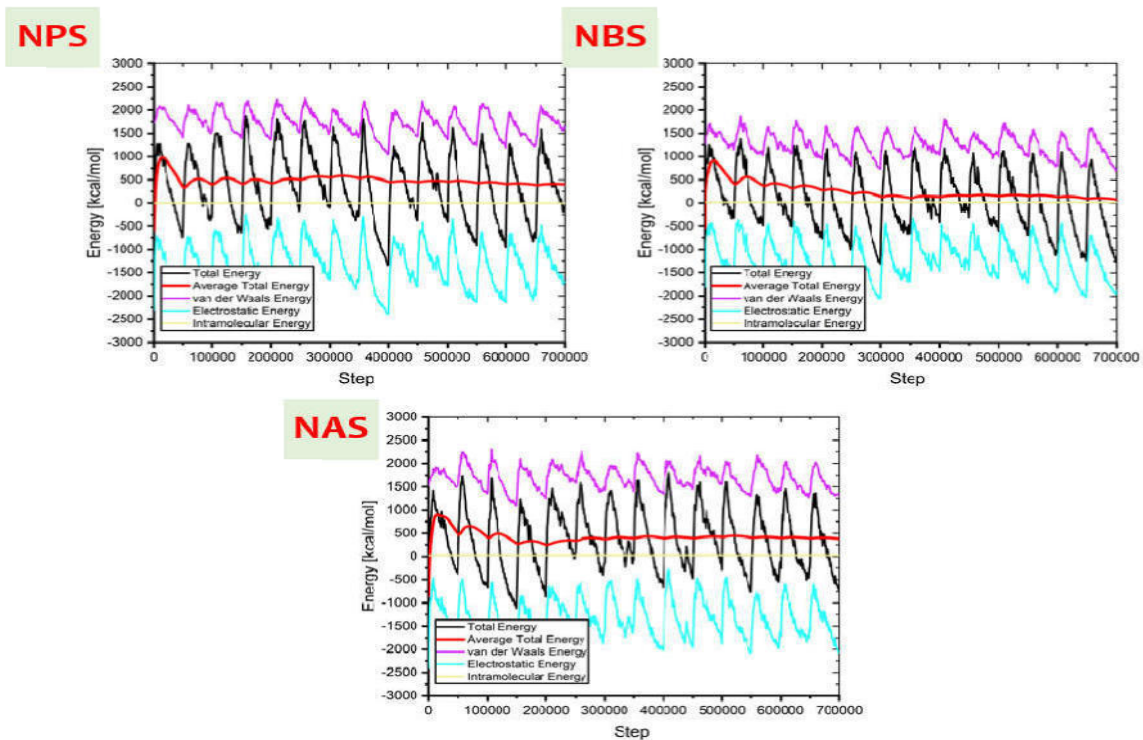 NPS
3000
2500
2000
1500
1000
500
0
-500
-1000
-1500
-2000
-2500
-3000
Energy [kcal/mol]
Total Energy
Average Total Energy
van der Waals Energy
Electrostatic Energy
Intramolecular Energy
0 100000 200000 300000 400000 500000 600000 700000
Step
NBS
3000
2500
2000
1500
1000
500
0
-500
-1000
-1500
-2000
-2500
-3000
Energy [kcal/mol]
Total Energy
Average Total Energy
van der Waals Energy
Electrostatic Energy
Intramolecular Energy
0 100000 200000 300000 400000 500000 600000 700000
Step
NAS
3000
2500
2000
1500
1000
500
0
-500
-1000
-1500
-2000
-2500
-3000
Energy [kcal/mol]
Total Energy
Average Total Energy
van der Waals Energy
Electrostatic Energy
Intramolecular Energy
0 100000 200000 300000 400000 500000 600000 700000
Step